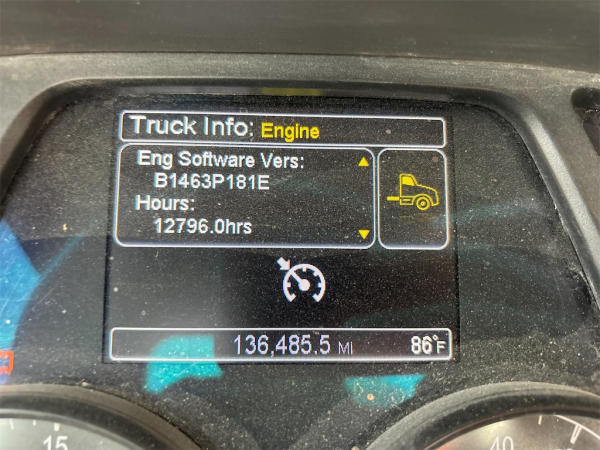 Truck Info: Engine
Eng Software Vers:
B1463P181E
Hours:
12796.0hrs
136,485.5 MI 86°F
15 40